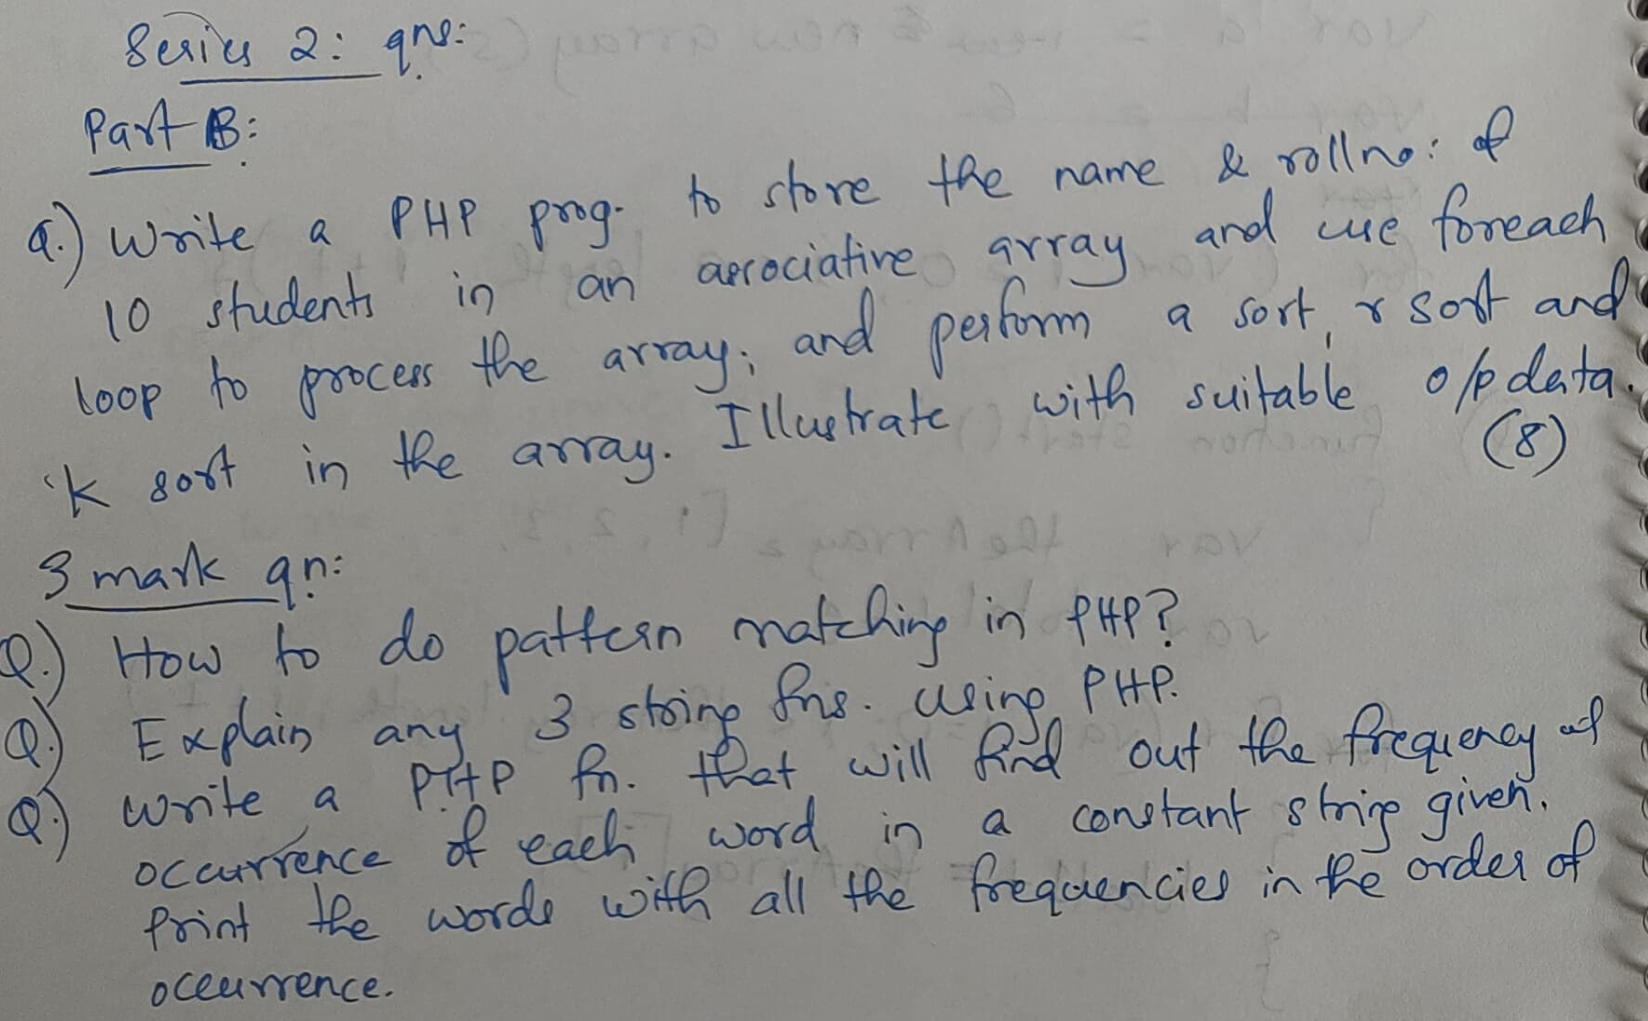 Series 2: qns:
Part B:
Q.) Write a PHP prog. to store the name & rollno: of
10 students in an associative array and use foreach
loop to process the array; and perform a sort, r sort and
k sort in the array. Illustrate with suitable o/p data.
(8)
3 mark qn:
Q.) How to do pattern matching in PHP?
Q.) Explain any 3 string fns. using PHP.
Q.) Write a PHP fn. that will find out the frequency of
occurrence of each word in a constant string given.
Print the words with all the frequencies in the order of
occurrence.